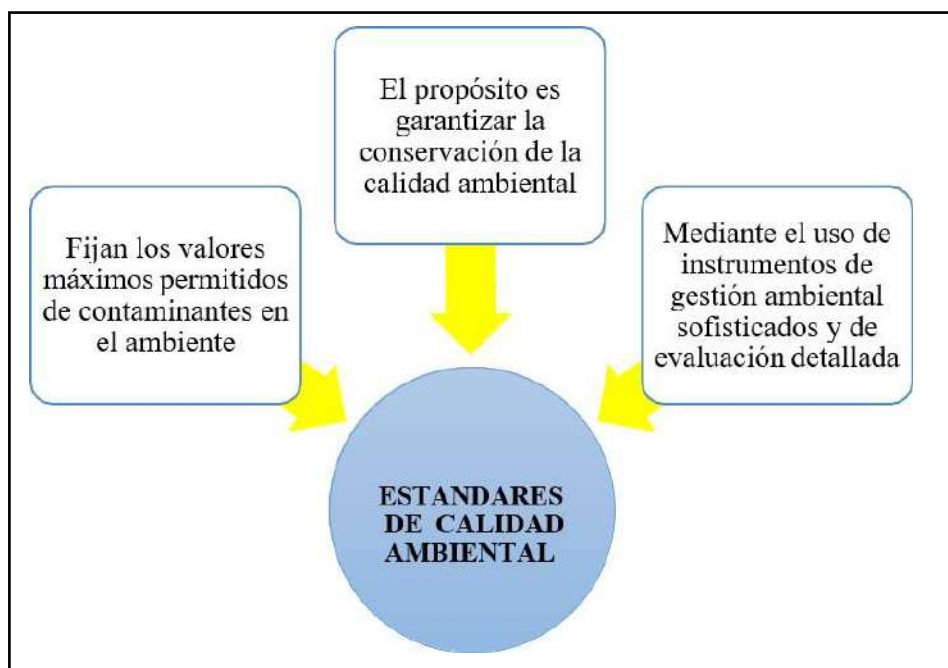 El propósito es
garantizar la
conservación de la
calidad ambiental
Fijan los valores
máximos permitidos
de contaminantes en
el ambiente
Mediante el uso de
instrumentos de
gestión ambiental
sofisticados y de
evaluación detallada
ESTANDARES
DE CALIDAD
AMBIENTAL